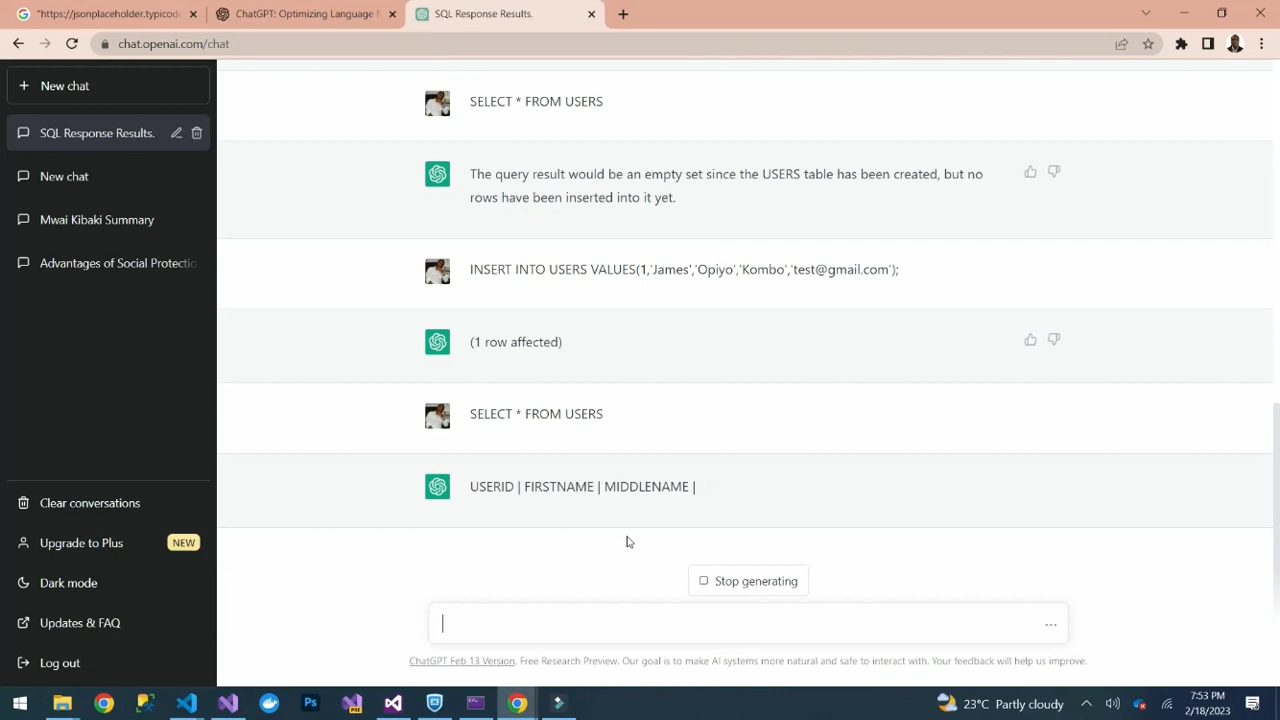 "https://jsonplaceholder.typicod
ChatGPT: Optimizing Language M
SQL Response Results.
chat.openai.com/chat
New chat
SQL Response Results.
New chat
Mwai Kibaki Summary
Advantages of Social Protectio
Clear conversations
Upgrade to Plus
NEW
Dark mode
Updates & FAQ
Log out
SELECT * FROM USERS
The query result would be an empty set since the USERS table has been created, but no
rows have been inserted into it yet.
INSERT INTO USERS VALUES(1,'James','Opiyo','Kombo','test@gmail.com');
(1 row affected)
SELECT * FROM USERS
USERID | FIRSTNAME | MIDDLENAME |
Stop generating
ChatGPT Feb 13 Version. Free Research Preview. Our goal is to make AI systems more natural and safe to interact with. Your feedback will help us improve.
23°C Partly cloudy
7:53 PM
2/18/2023